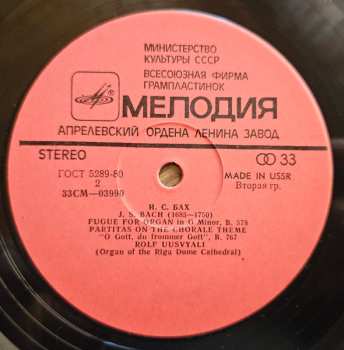 МИНИСТЕРСТВО
КУЛЬТУРЫ СССР
ВСЕСОЮЗНАЯ ФИРМА
ГРАМПЛАСТИНОК
МЕЛОДИЯ
АПРЕЛЕВСКИЙ ОРДЕНА ЛЕНИНА ЗАВОД
STEREO
33
ГОСТ 5289-80
MADE IN USSR
2
Вторая гр.
33СМ—03990
И. С. БАХ
J. S. BACH (1685—1750)
FUGUE FOR ORGAN in G Minor, B. 578
PARTITAS ON THE CHORALE THEME
"O Gott, du frommer Gott", B. 767
ROLF UUSVYALI
(Organ of the Riga Dome Cathedral)